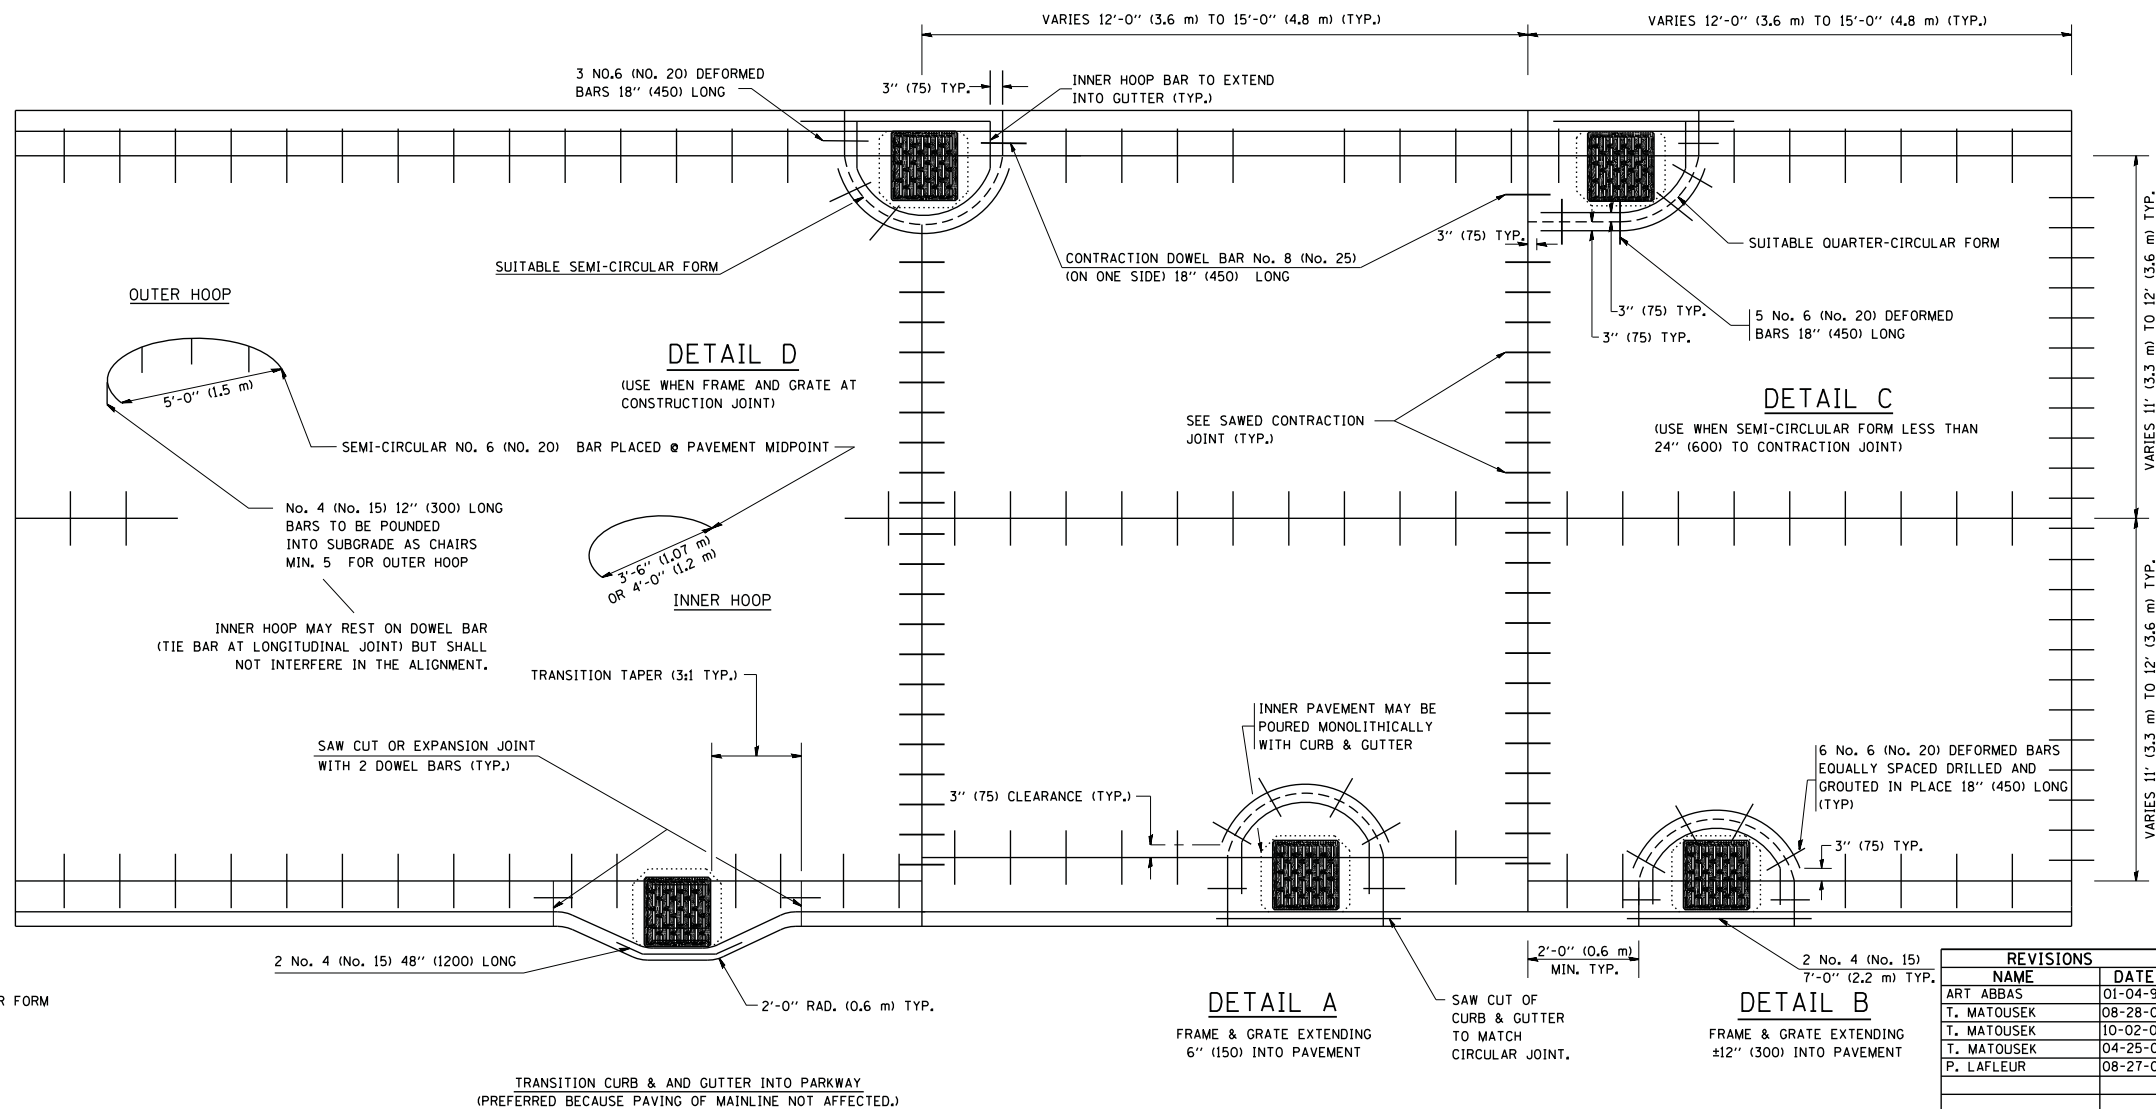 VARIES 12'-0" (3.6 m) TO 15'-0" (4.8 m) (TYP.)
VARIES 12'-0" (3.6 m) TO 15'-0" (4.8 m) (TYP.)
3 NO.6 (NO. 20) DEFORMED
BARS 18" (450) LONG
3" (75) TYP.
INNER HOOP BAR TO EXTEND
INTO GUTTER (TYP.)
SUITABLE SEMI-CIRCULAR FORM
CONTRACTION DOWEL BAR No. 8 (No. 25)
(ON ONE SIDE) 18" (450) LONG
3" (75) TYP.
SUITABLE QUARTER-CIRCULAR FORM
3" (75) TYP.
3" (75) TYP.
5 No. 6 (No. 20) DEFORMED
BARS 18" (450) LONG
VARIES 11' (3.3 m) TO 12' (3.6 m) TYP.
OUTER HOOP
5'-0" (1.5 m)
DETAIL D
(USE WHEN FRAME AND GRATE AT
CONSTRUCTION JOINT)
SEMI-CIRCULAR NO. 6 (NO. 20) BAR PLACED @ PAVEMENT MIDPOINT
SEE SAWED CONTRACTION
JOINT (TYP.)
DETAIL C
(USE WHEN SEMI-CIRCLULAR FORM LESS THAN
24" (600) TO CONTRACTION JOINT)
No. 4 (No. 15) 12" (300) LONG
BARS TO BE POUNDED
INTO SUBGRADE AS CHAIRS
MIN. 5 FOR OUTER HOOP
3'-6" (1.07 m)
OR 4'-0" (1.2 m)
INNER HOOP
INNER HOOP MAY REST ON DOWEL BAR
(TIE BAR AT LONGITUDINAL JOINT) BUT SHALL
NOT INTERFERE IN THE ALIGNMENT.
TRANSITION TAPER (3:1 TYP.)
SAW CUT OR EXPANSION JOINT
WITH 2 DOWEL BARS (TYP.)
INNER PAVEMENT MAY BE
POURED MONOLITHICALLY
WITH CURB & GUTTER
3" (75) CLEARANCE (TYP.)
6 No. 6 (No. 20) DEFORMED BARS
EQUALLY SPACED DRILLED AND
GROUTED IN PLACE 18" (450) LONG
(TYP)
3" (75) TYP.
VARIES 11' (3.3 m) TO 12' (3.6 m) TYP.
2 No. 4 (No. 15) 48" (1200) LONG
2'-0" RAD. (0.6 m) TYP.
2'-0" (0.6 m)
MIN. TYP.
2 No. 4 (No. 15)
7'-0" (2.2 m) TYP.
R FORM
DETAIL A
FRAME & GRATE EXTENDING
6" (150) INTO PAVEMENT
SAW CUT OF
CURB & GUTTER
TO MATCH
CIRCULAR JOINT.
DETAIL B
FRAME & GRATE EXTENDING
±12" (300) INTO PAVEMENT
TRANSITION CURB & AND GUTTER INTO PARKWAY
(PREFERRED BECAUSE PAVING OF MAINLINE NOT AFFECTED.)
REVISIONS
NAME DATE
ART ABBAS 01-04-9
T. MATOUSEK 08-28-0
T. MATOUSEK 10-02-0
T. MATOUSEK 04-25-0
P. LAFLEUR 08-27-0